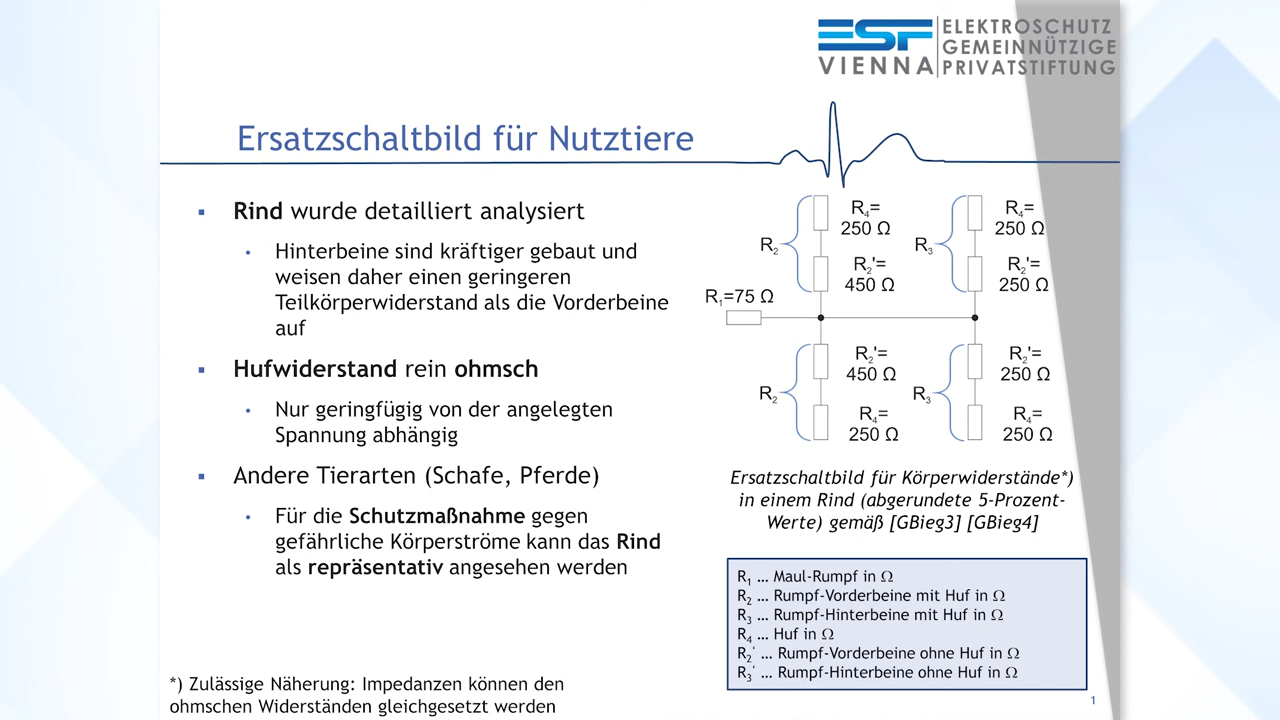 ESF
VIENNA
ELEKTROSCHUTZ
GEMEINNÜTZIGE
PRIVATSTIFTUNG
Ersatzschaltbild für Nutztiere
▪ Rind wurde detailliert analysiert
• Hinterbeine sind kräftiger gebaut und
weisen daher einen geringeren
Teilkörperwiderstand als die Vorderbeine
auf
▪ Hufwiderstand rein ohmsch
• Nur geringfügig von der angelegten
Spannung abhängig
▪ Andere Tierarten (Schafe, Pferde)
• Für die Schutzmaßnahme gegen
gefährliche Körperströme kann das Rind
als repräsentativ angesehen werden
*) Zulässige Näherung: Impedanzen können den
ohmschen Widerständen gleichgesetzt werden
R₂
R₄=
250 Ω
R₂'=
450 Ω
R₃
R₄=
250 Ω
R₂'=
250 Ω
R₁=75 Ω
R₂
R₂'=
450 Ω
R₄=
250 Ω
R₃
R₂'=
250 Ω
R₄=
250 Ω
Ersatzschaltbild für Körperwiderstände*)
in einem Rind (abgerundete 5-Prozent-
Werte) gemäß [GBieg3] [GBieg4]
R₁ … Maul-Rumpf in Ω
R₂ … Rumpf-Vorderbeine mit Huf in Ω
R₃ … Rumpf-Hinterbeine mit Huf in Ω
R₄ … Huf in Ω
R₂' … Rumpf-Vorderbeine ohne Huf in Ω
R₃' … Rumpf-Hinterbeine ohne Huf in Ω
1